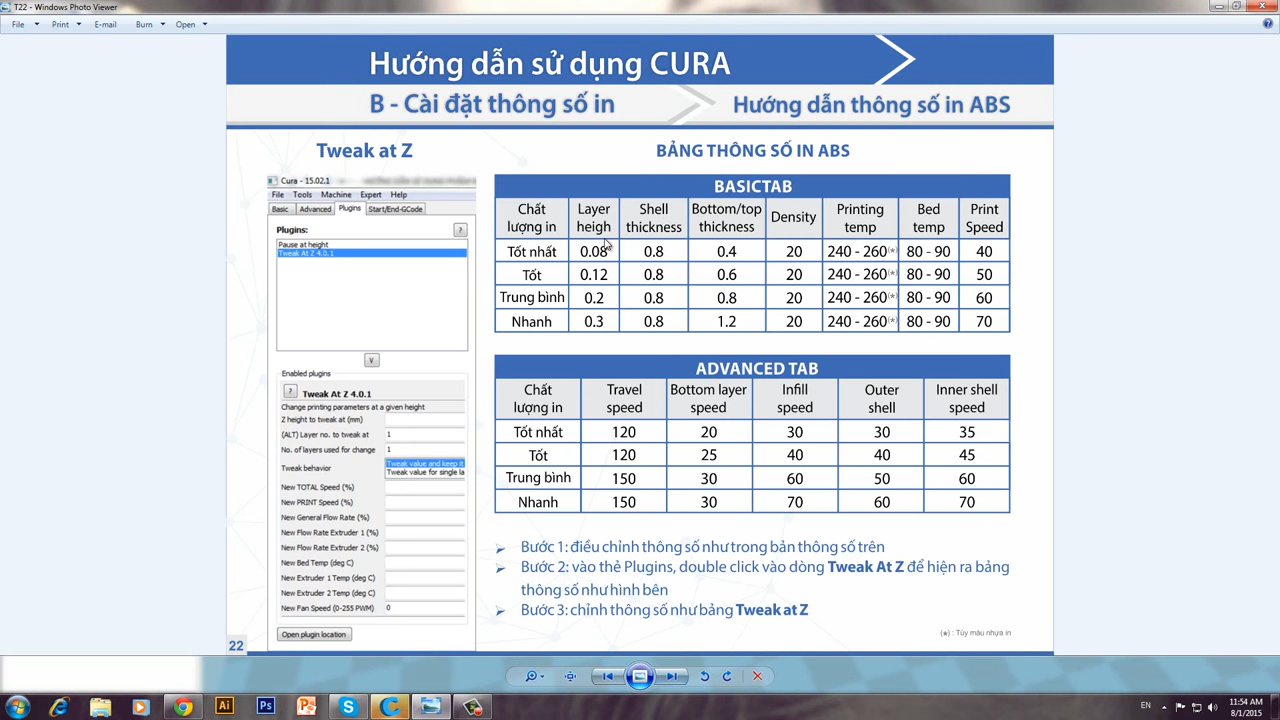 T22 - Windows Photo Viewer
File Print E-mail Burn Open
Hướng dẫn sử dụng CURA
B - Cài đặt thông số in
Hướng dẫn thông số in ABS
Tweak at Z
Cura - 15.02.1
File Tools Machine Expert Help
Basic Advanced Plugins Start/End-GCode
Plugins: ?
Pause at height
Tweak At Z 4.0.1
V
Enabled plugins
? Tweak At Z 4.0.1
Change printing parameters at a given height
Z height to tweak at (mm)
(ALT) Layer no. to tweak at 1
No. of layers used for change 1
Tweak behavior Tweak value and keep it
Tweak value for single la
New TOTAL Speed (%)
New PRINT Speed (%)
New General Flow Rate (%)
New Flow Rate Extruder 1 (%)
New Flow Rate Extruder 2 (%)
New Bed Temp (deg C)
New Extruder 1 Temp (deg C)
New Extruder 2 Temp (deg C)
New Fan Speed (0-255 PWM) 0
Open plugin location
22
BẢNG THÔNG SỐ IN ABS
BASICTAB
Chất lượng in Layer heigh Shell thickness Bottom/top thickness Density Printing temp Bed temp Print Speed
Tốt nhất 0.08 0.8 0.4 20 240 - 260(*) 80 - 90 40
Tốt 0.12 0.8 0.6 20 240 - 260(*) 80 - 90 50
Trung bình 0.2 0.8 0.8 20 240 - 260(*) 80 - 90 60
Nhanh 0.3 0.8 1.2 20 240 - 260(*) 80 - 90 70
ADVANCED TAB
Chất lượng in Travel speed Bottom layer speed Infill speed Outer shell Inner shell speed
Tốt nhất 120 20 30 30 35
Tốt 120 25 40 40 45
Trung bình 150 30 60 50 60
Nhanh 150 30 70 60 70
Bước 1: điều chỉnh thông số như trong bản thông số trên
Bước 2: vào thẻ Plugins, double click vào dòng Tweak At Z để hiện ra bảng
thông số như hình bên
Bước 3: chỉnh thông số như bảng Tweak at Z
(*) : Tùy màu nhựa in
Ai Ps
EN 11:54 AM
8/1/2015